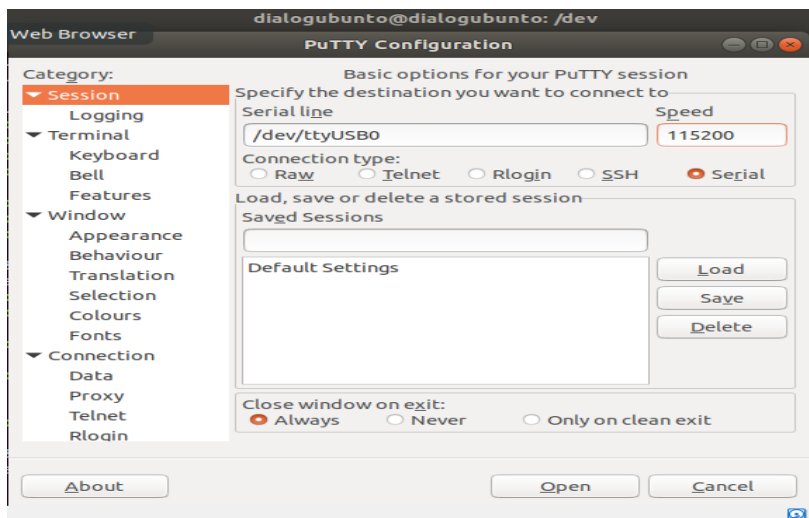 dialogubunto@dialogubunto: /dev
Web Browser
PuTTY Configuration
Category:
Session
Logging
Terminal
Keyboard
Bell
Features
Window
Appearance
Behaviour
Translation
Selection
Colours
Fonts
Connection
Data
Proxy
Telnet
Rlogin
Basic options for your PuTTY session
Specify the destination you want to connect to
Serial line
Speed
/dev/ttyUSB0
115200
Connection type:
Raw Telnet Rlogin SSH Serial
Load, save or delete a stored session
Saved Sessions
Default Settings
Load
Save
Delete
Close window on exit:
Always Never Only on clean exit
About
Open
Cancel